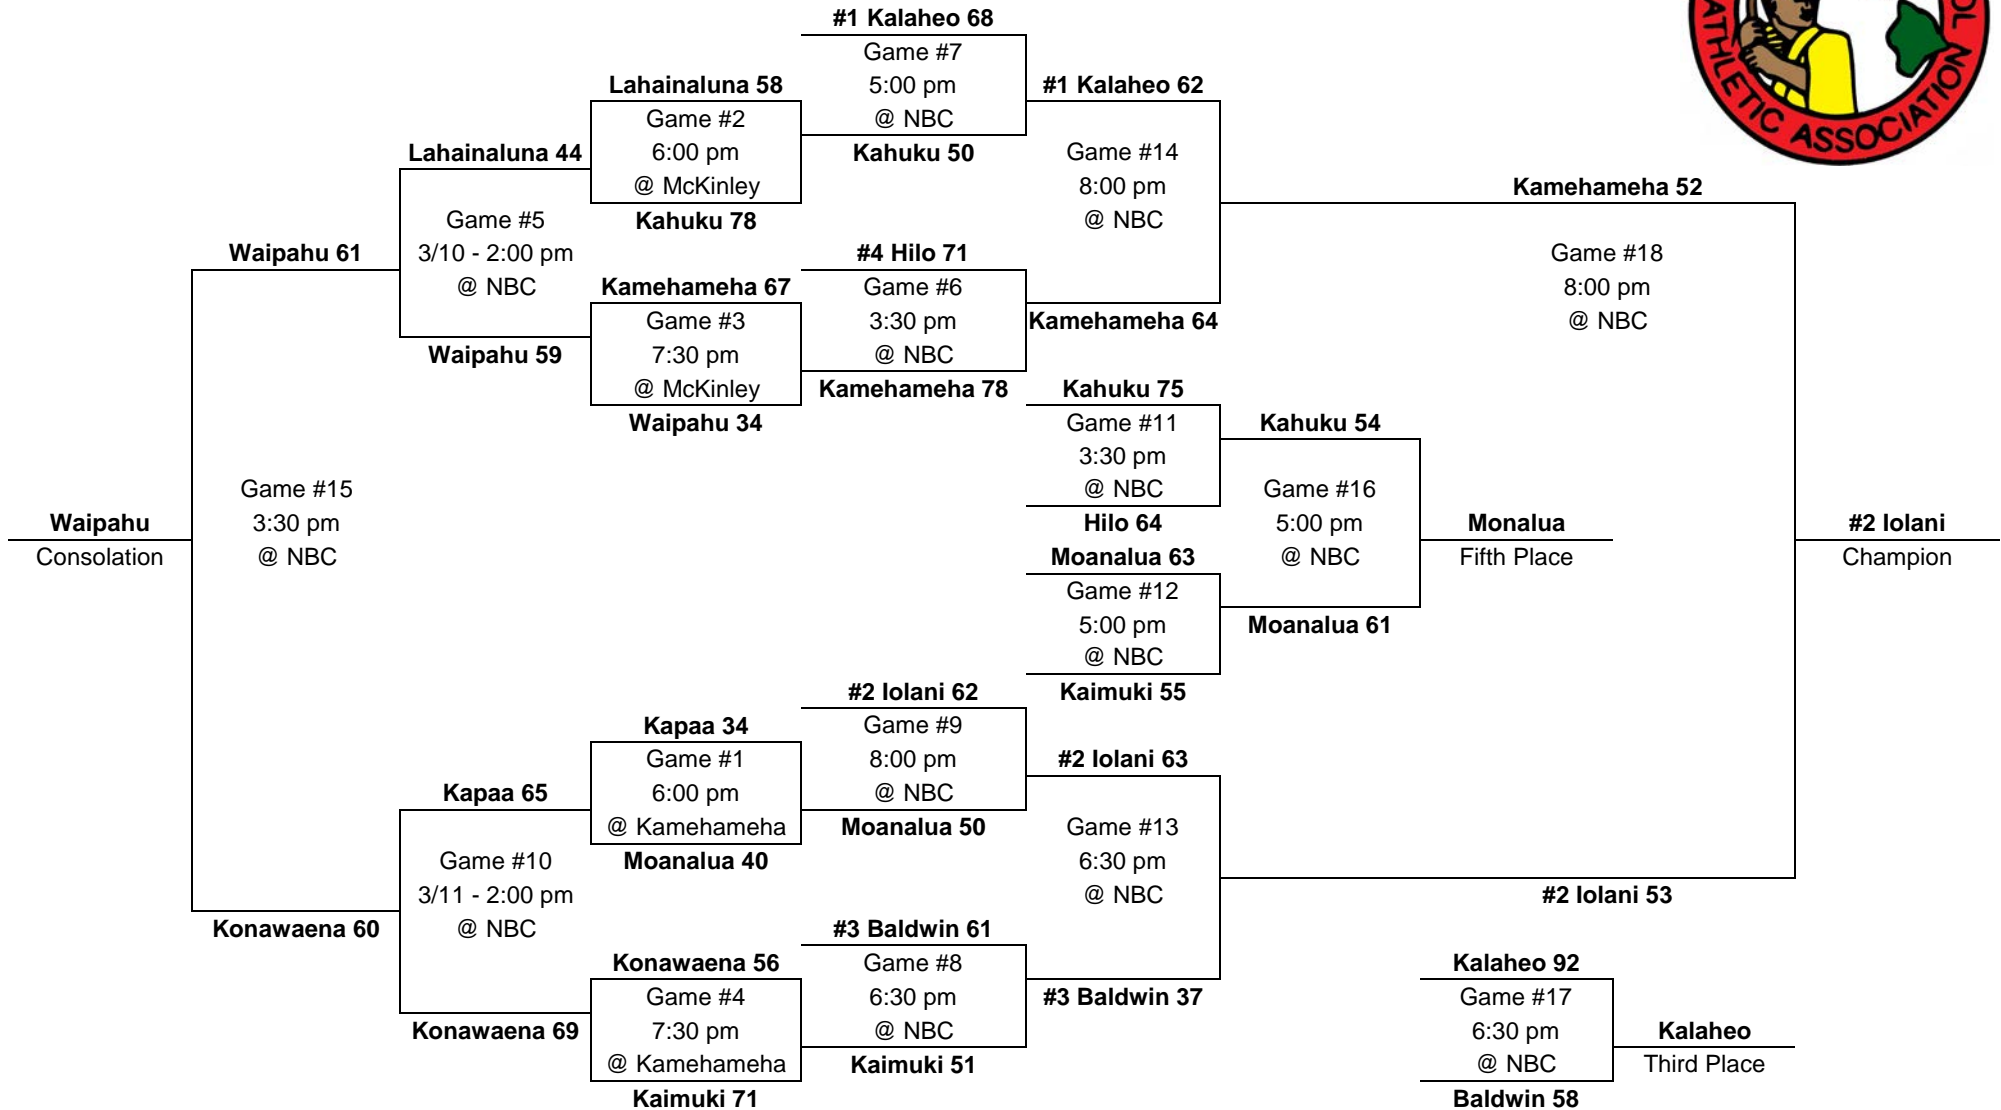 #1 Kalaheo 68
Game #7
5:00 pm
@ NBC
Kahuku 50
Lahainaluna 58
Game #2
6:00 pm
@ McKinley
Kahuku 78
#1 Kalaheo 62
Game #14
8:00 pm
@ NBC
Kamehameha 64
Lahainaluna 44
Game #5
3/10 - 2:00 pm
@ NBC
Waipahu 59
Waipahu 61
#4 Hilo 71
Game #6
3:30 pm
@ NBC
Kamehameha 78
Kamehameha 67
Game #3
7:30 pm
@ McKinley
Waipahu 34
Kamehameha 52
Game #18
8:00 pm
@ NBC
Kahuku 75
Game #11
3:30 pm
@ NBC
Hilo 64
Kahuku 54
Game #16
5:00 pm
@ NBC
Moanalua 61
Moanalua 63
Game #12
5:00 pm
@ NBC
Kaimuki 55
Monalua
Fifth Place
#2 Iolani
Champion
Game #15
3:30 pm
@ NBC
Waipahu
Consolation
#2 Iolani 62
Game #9
8:00 pm
@ NBC
Moanalua 50
Kapaa 34
Game #1
6:00 pm
@ Kamehameha
Moanalua 40
#2 Iolani 63
Game #13
6:30 pm
@ NBC
#3 Baldwin 37
Kapaa 65
Game #10
3/11 - 2:00 pm
@ NBC
Konawaena 69
Konawaena 60
#2 Iolani 53
#3 Baldwin 61
Game #8
6:30 pm
@ NBC
Kaimuki 51
Konawaena 56
Game #4
7:30 pm
@ Kamehameha
Kaimuki 71
Kalaheo 92
Game #17
6:30 pm
@ NBC
Baldwin 58
Kalaheo
Third Place
ATHLETIC ASSOCIATION